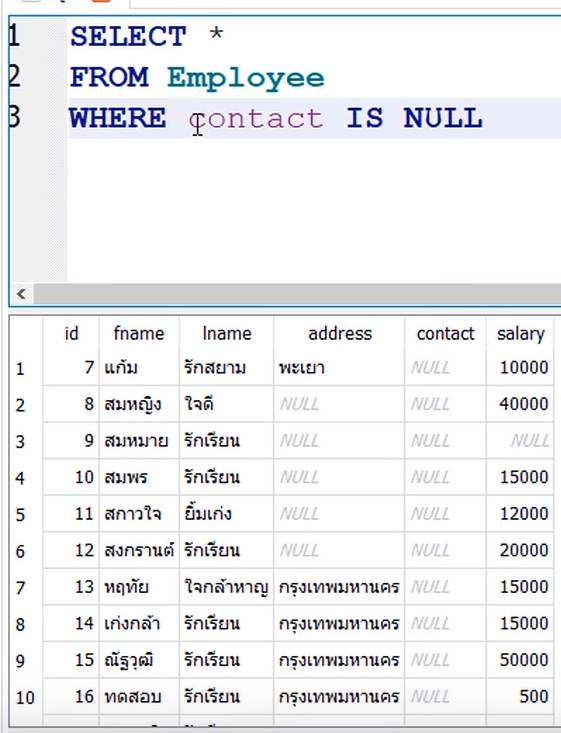 1 SELECT *
2 FROM Employee
3 WHERE contact IS NULL
id fname lname address contact salary
1 7 แก้ม รักสยาม พะเยา NULL 10000
2 8 สมหญิง ใจดี NULL NULL 40000
3 9 สมหมาย รักเรียน NULL NULL NULL
4 10 สมพร รักเรียน NULL NULL 15000
5 11 สกาวใจ ยิ้มเก่ง NULL NULL 12000
6 12 สงกรานต์ รักเรียน NULL NULL 20000
7 13 หฤทัย ใจกล้าหาญ กรุงเทพมหานคร NULL 15000
8 14 เก่งกล้า รักเรียน กรุงเทพมหานคร NULL 15000
9 15 ณัฐวุฒิ รักเรียน กรุงเทพมหานคร NULL 50000
10 16 ทดสอบ รักเรียน กรุงเทพมหานคร NULL 500